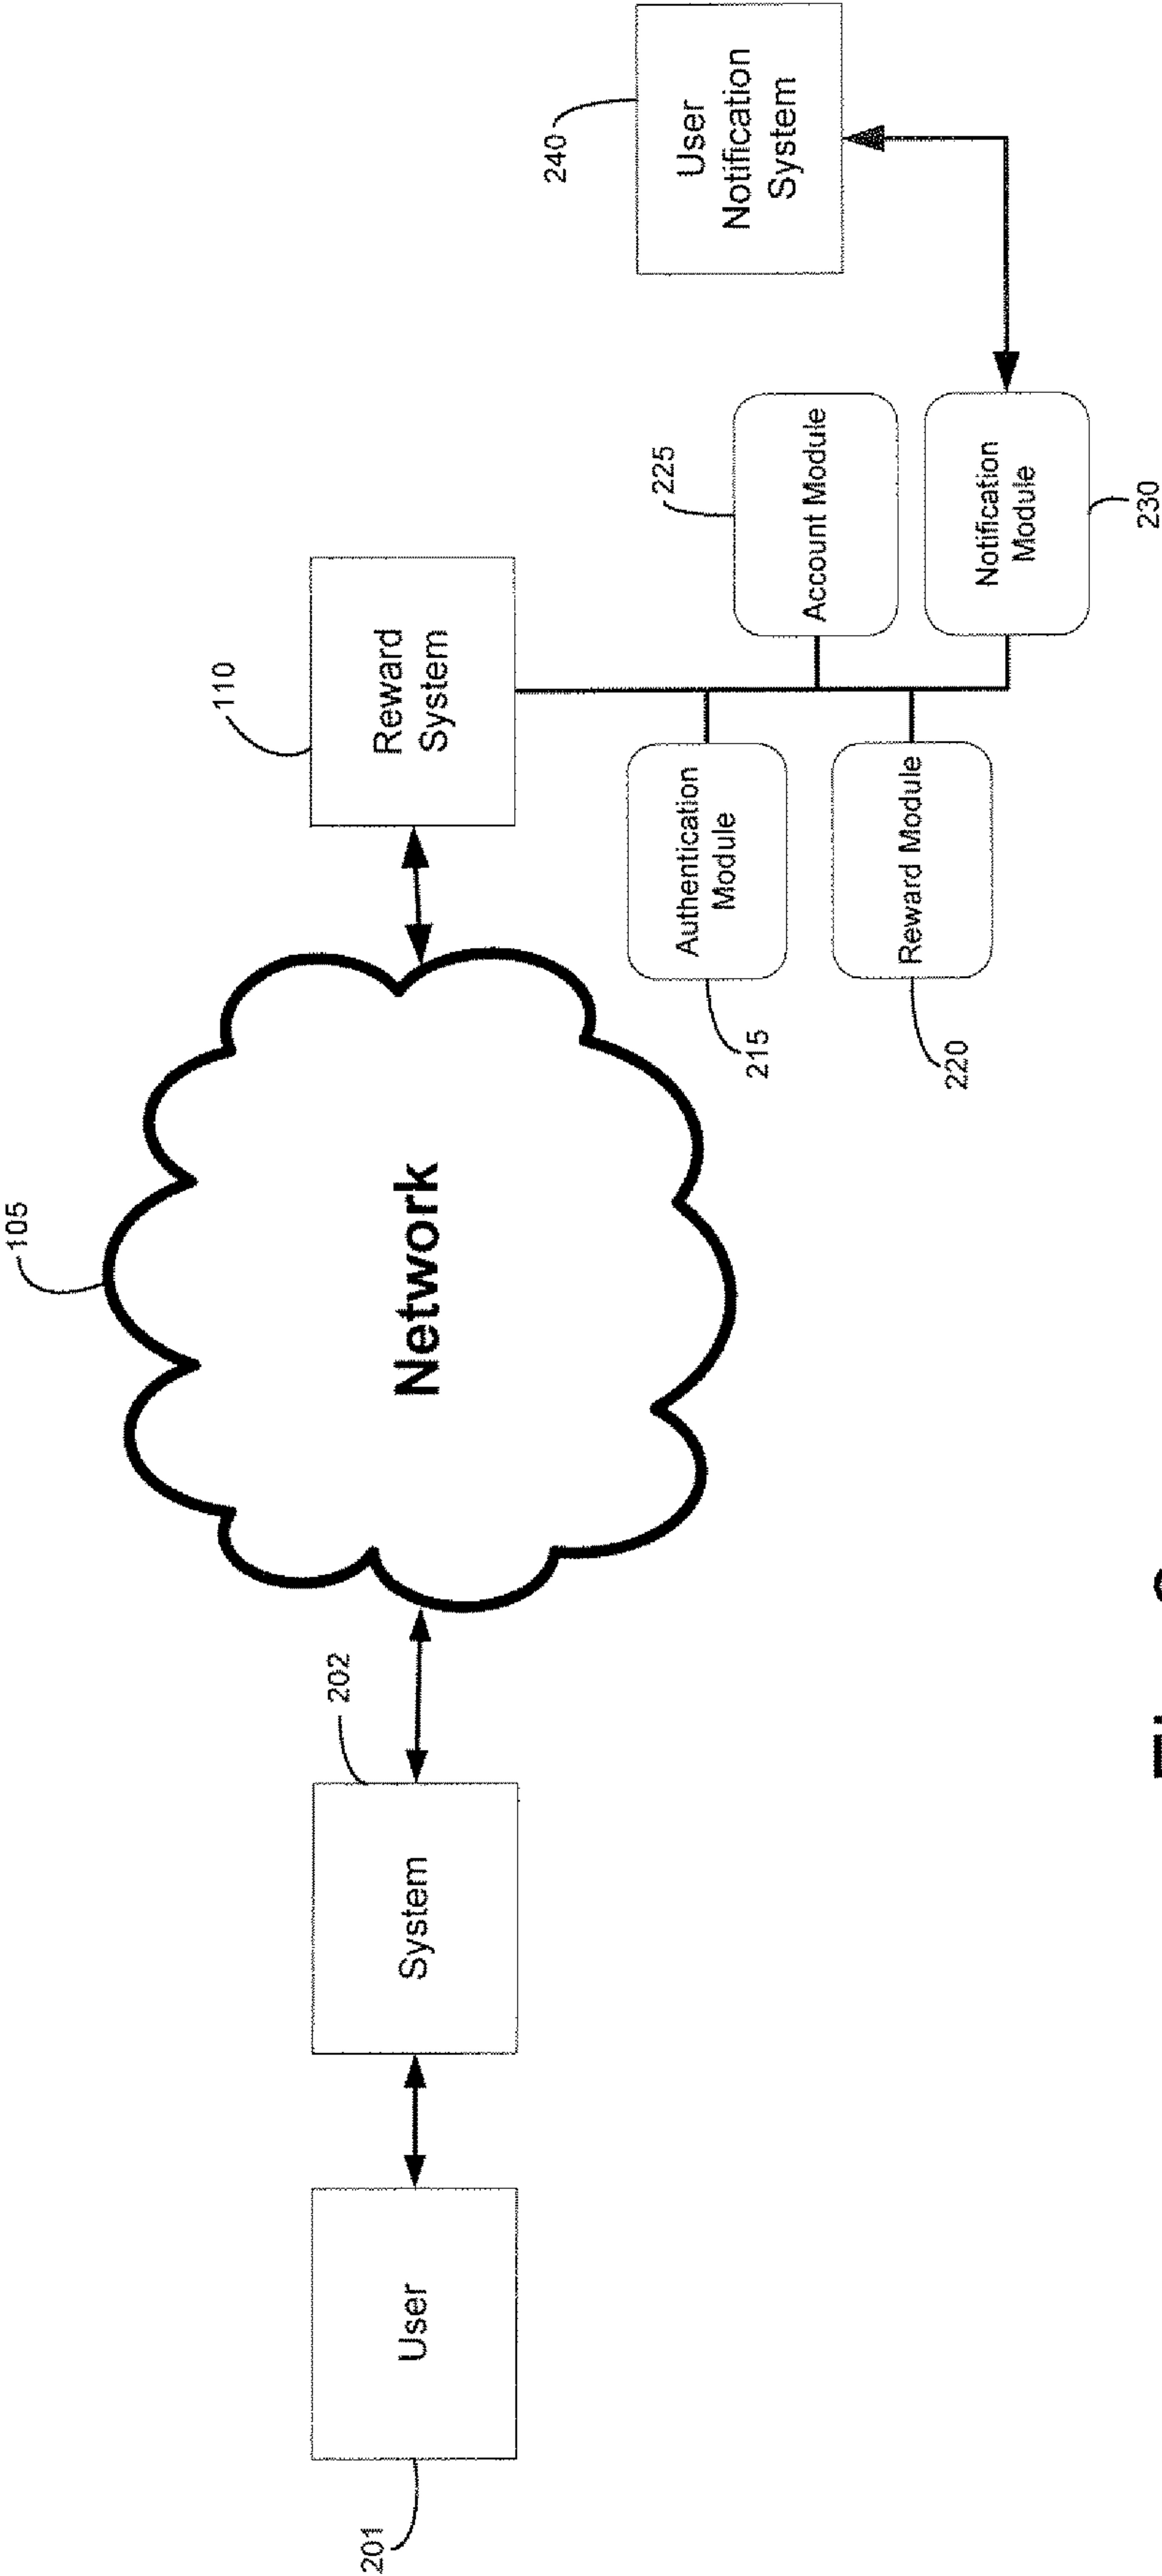 105
110
202
201
User
System
Network
Reward
System
240
User
Notification
System
225
Account Module
Authentication
Module
215
Reward Module
220
Notification
Module
230